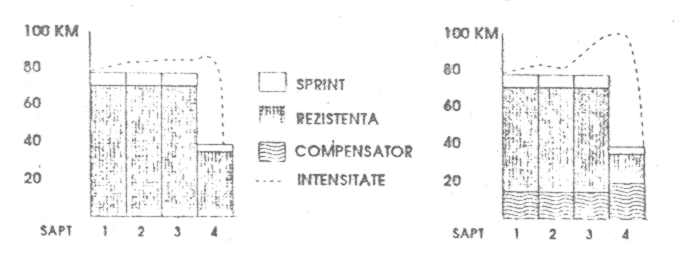 100 KM
80
60
40
20
SAPT 1 2 3 4
SPRINT
REZISTENTA
COMPENSATOR
INTENSITATE
100 KM
80
60
40
20
SAPT 1 2 3 4